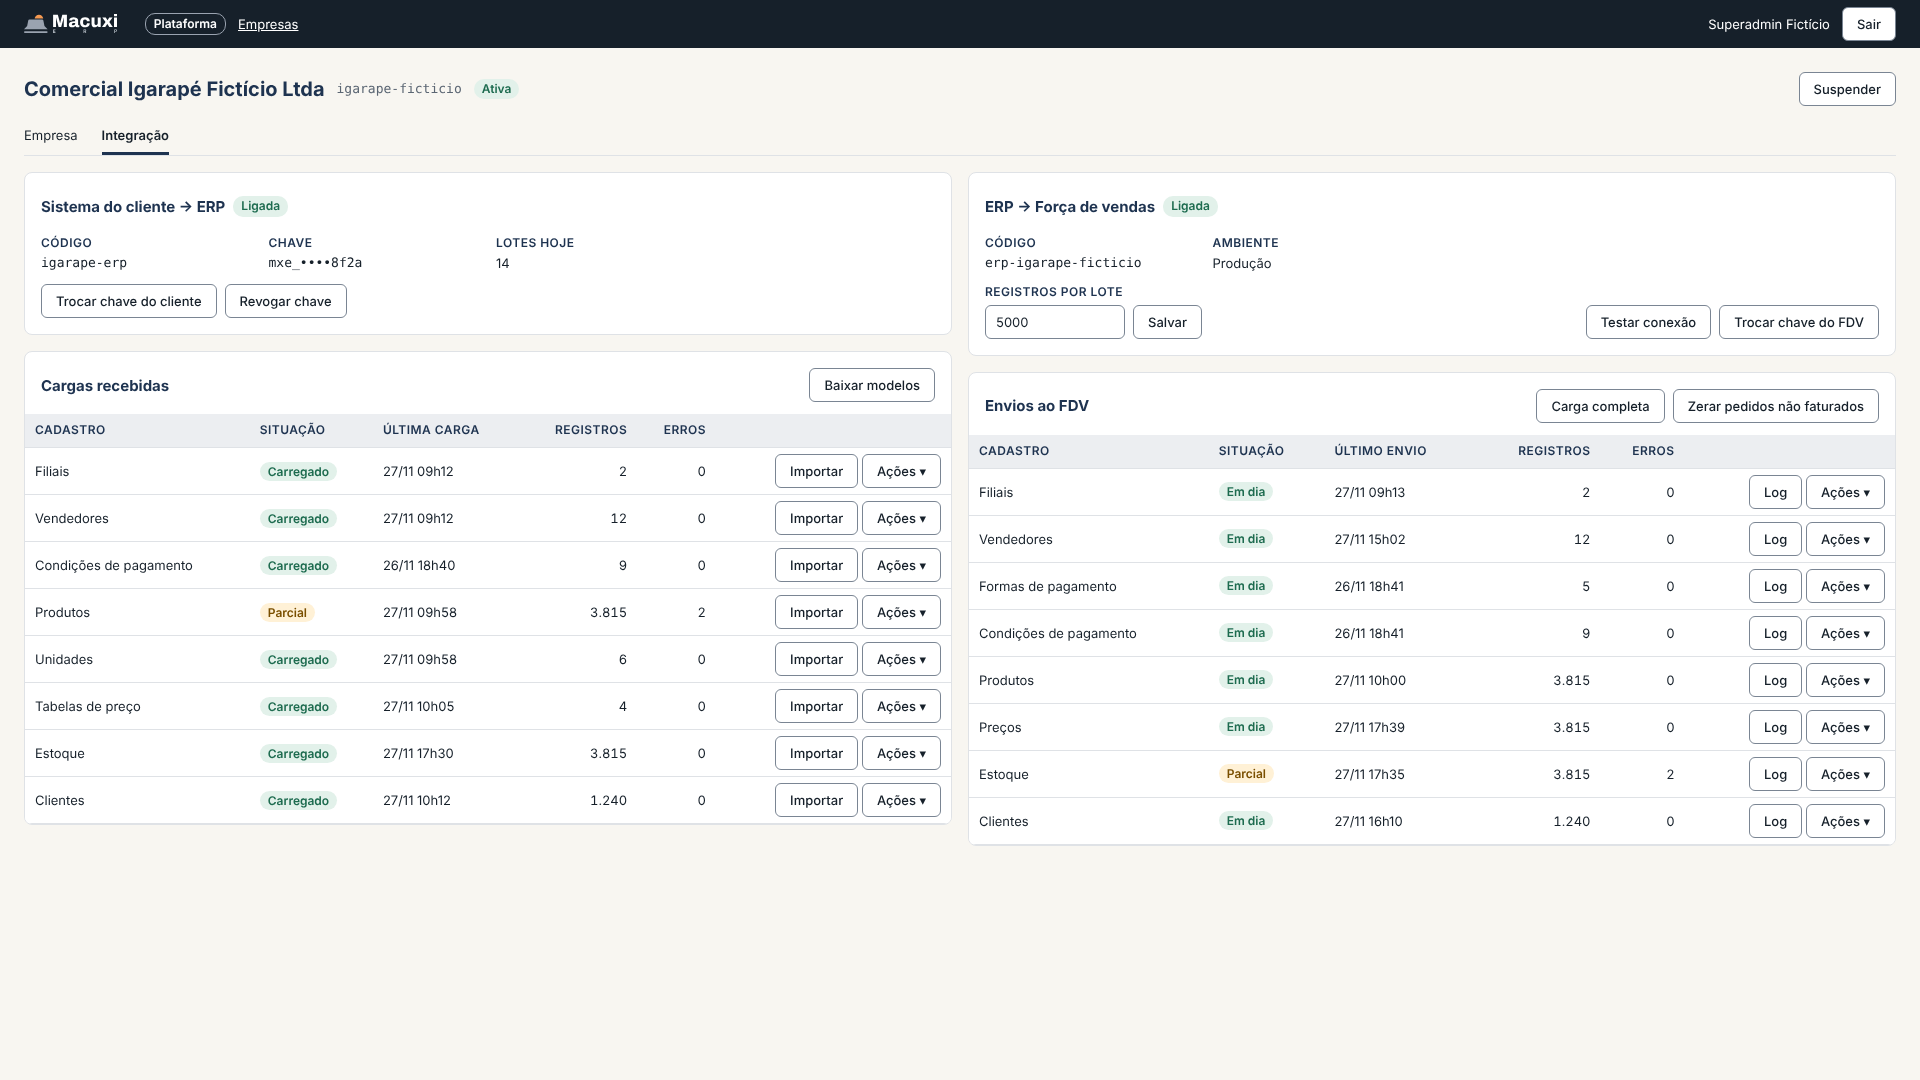 Macuxi
E R P
Plataforma
Empresas
Superadmin Fictício
Sair
Comercial Igarapé Fictício Ltda igarape-ficticio Ativa
Suspender
Empresa Integração
Sistema do cliente → ERP Ligada
CÓDIGO CHAVE LOTES HOJE
igarape-erp mxe_••••8f2a 14
Trocar chave do cliente Revogar chave
Cargas recebidas Baixar modelos
CADASTRO SITUAÇÃO ÚLTIMA CARGA REGISTROS ERROS
Filiais Carregado 27/11 09h12 2 0 Importar Ações ▾
Vendedores Carregado 27/11 09h12 12 0 Importar Ações ▾
Condições de pagamento Carregado 26/11 18h40 9 0 Importar Ações ▾
Produtos Parcial 27/11 09h58 3.815 2 Importar Ações ▾
Unidades Carregado 27/11 09h58 6 0 Importar Ações ▾
Tabelas de preço Carregado 27/11 10h05 4 0 Importar Ações ▾
Estoque Carregado 27/11 17h30 3.815 0 Importar Ações ▾
Clientes Carregado 27/11 10h12 1.240 0 Importar Ações ▾
ERP → Força de vendas Ligada
CÓDIGO AMBIENTE
erp-igarape-ficticio Produção
REGISTROS POR LOTE
5000 Salvar Testar conexão Trocar chave do FDV
Envios ao FDV Carga completa Zerar pedidos não faturados
CADASTRO SITUAÇÃO ÚLTIMO ENVIO REGISTROS ERROS
Filiais Em dia 27/11 09h13 2 0 Log Ações ▾
Vendedores Em dia 27/11 15h02 12 0 Log Ações ▾
Formas de pagamento Em dia 26/11 18h41 5 0 Log Ações ▾
Condições de pagamento Em dia 26/11 18h41 9 0 Log Ações ▾
Produtos Em dia 27/11 10h00 3.815 0 Log Ações ▾
Preços Em dia 27/11 17h39 3.815 0 Log Ações ▾
Estoque Parcial 27/11 17h35 3.815 2 Log Ações ▾
Clientes Em dia 27/11 16h10 1.240 0 Log Ações ▾